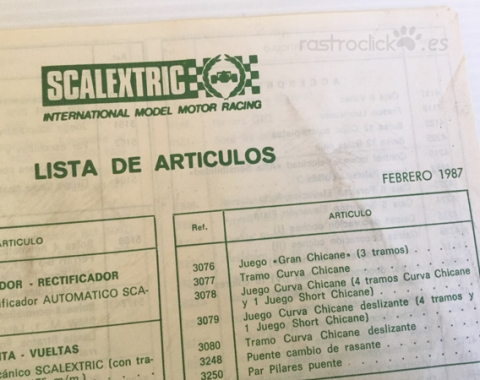 rastroclick.es
SCALEXTRIC
INTERNATIONAL MODEL MOTOR RACING
LISTA DE ARTICULOS
FEBRERO 1987
ARTICULO
DOR - RECTIFICADOR
ificador AUTOMATICO SCA-
TA - VUELTAS
cánico SCALEXTRIC (con tra-
Ref. ARTICULO
3076 Juego «Gran Chicane» (3 tramos)
3077 Tramo Curva Chicane
3078 Juego Curva Chicane (4 tramos Curva Chicane
y 1 Juego Short Chicane)
3079 Juego Curva Chicane deslizante (4 tramos y
1 Juego Short Chicane)
3080 Tramo Curva Chicane deslizante
3248 Puente cambio de rasante
3250 Par Pilares puente